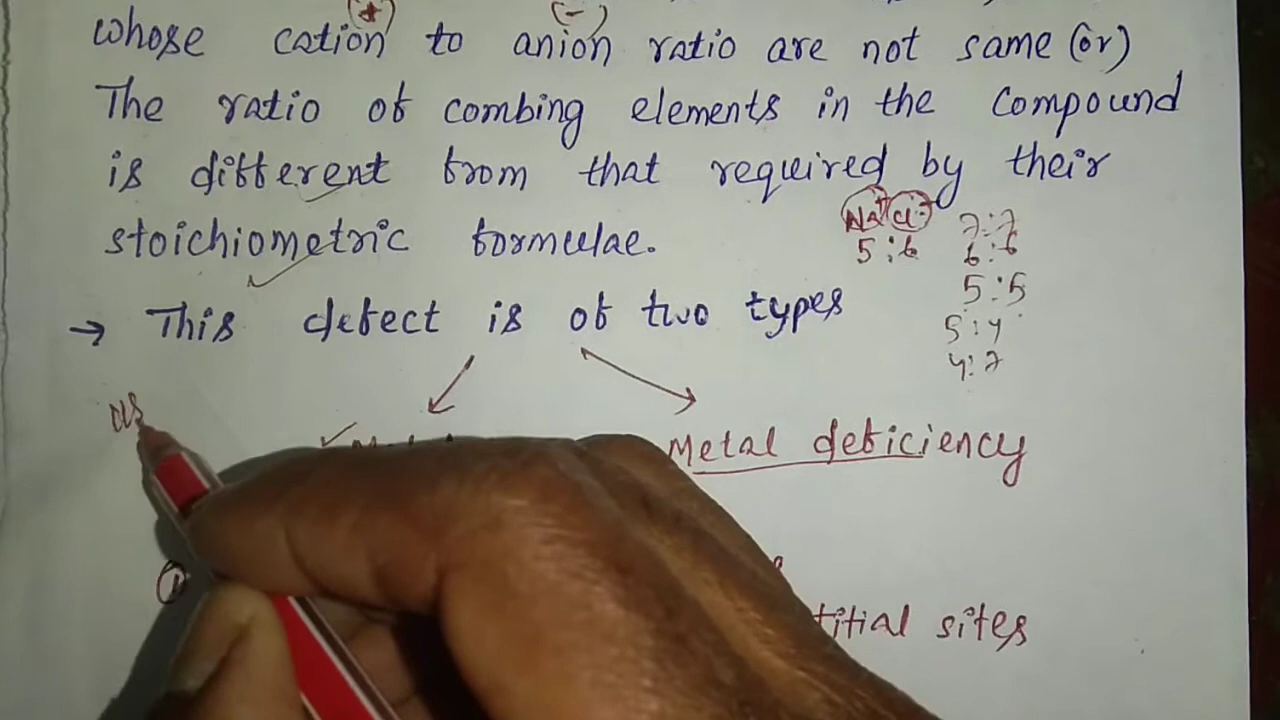 (+) (-)
whose cation to anion ratio are not same (or)
The ratio of combing elements in the compound
is different from that required by their
stoichiometric formulae.
Na+ Cl-
5:6
7:7
6:6
5:5
5:4
4:7
→ This defect is of two types
Metal deficiency
sites